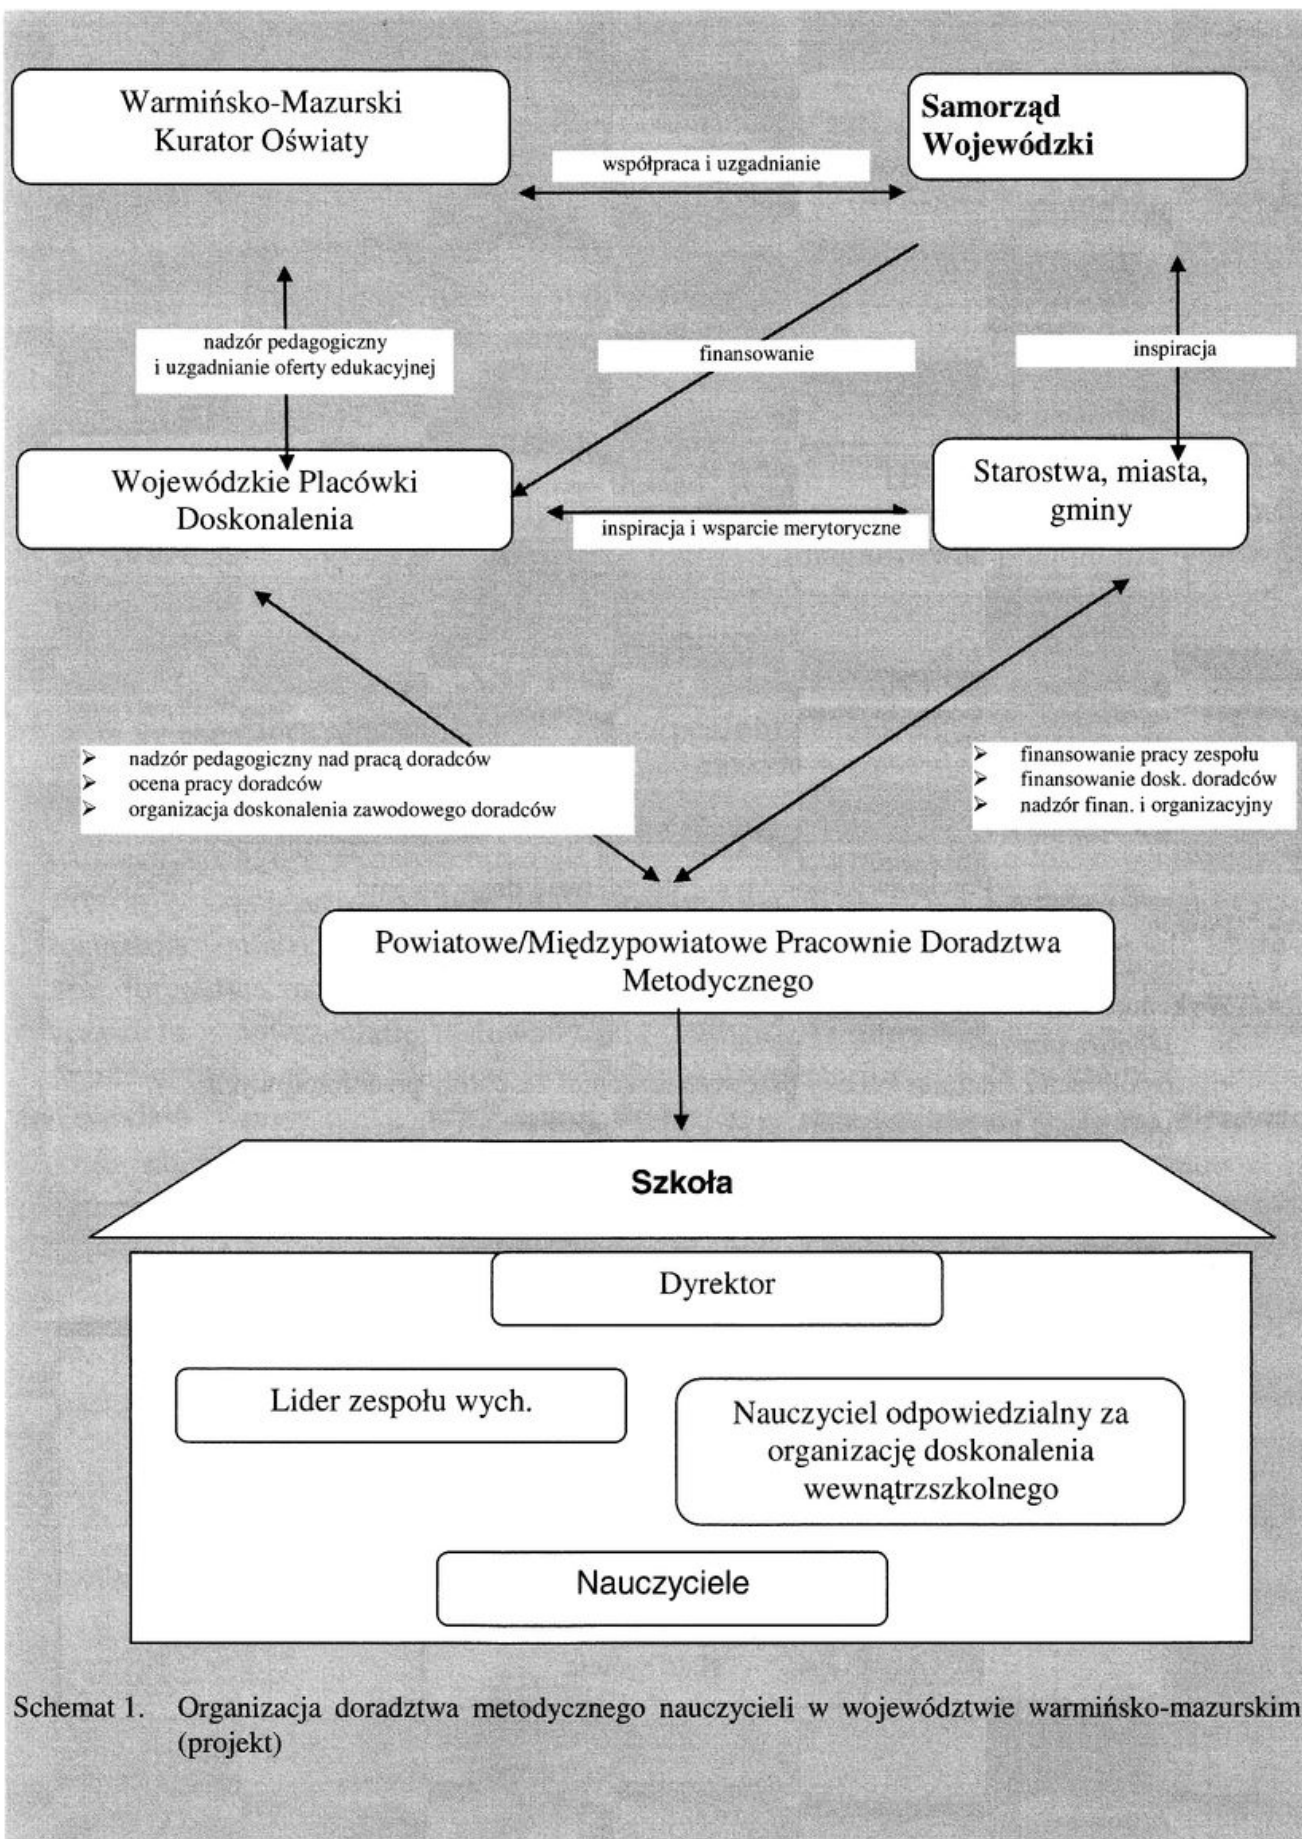 Warmińsko-Mazurski
Kurator Oświaty
Samorząd
Wojewódzki
współpraca i uzgadnianie
nadzór pedagogiczny
i uzgadnianie oferty edukacyjnej
finansowanie
inspiracja
Wojewódzkie Placówki
Doskonalenia
inspiracja i wsparcie merytoryczne
Starostwa, miasta,
gminy
➢ nadzór pedagogiczny nad pracą doradców
➢ ocena pracy doradców
➢ organizacja doskonalenia zawodowego doradców
➢ finansowanie pracy zespołu
➢ finansowanie dosk. doradców
➢ nadzór finan. i organizacyjny
Powiatowe/Międzypowiatowe Pracownie Doradztwa
Metodycznego
Szkoła
Dyrektor
Lider zespołu wych.
Nauczyciel odpowiedzialny za
organizację doskonalenia
wewnątrzszkolnego
Nauczyciele
Schemat 1. Organizacja doradztwa metodycznego nauczycieli w województwie warmińsko-mazurskim
(projekt)